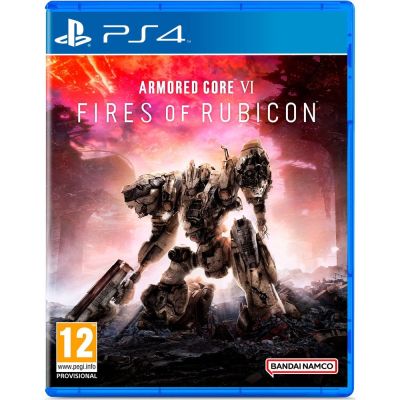 PS4
ARMORED CORE VI
FIRES OF RUBICON
12
www.pegi.info
PROVISIONAL
BANDAI NAMCO